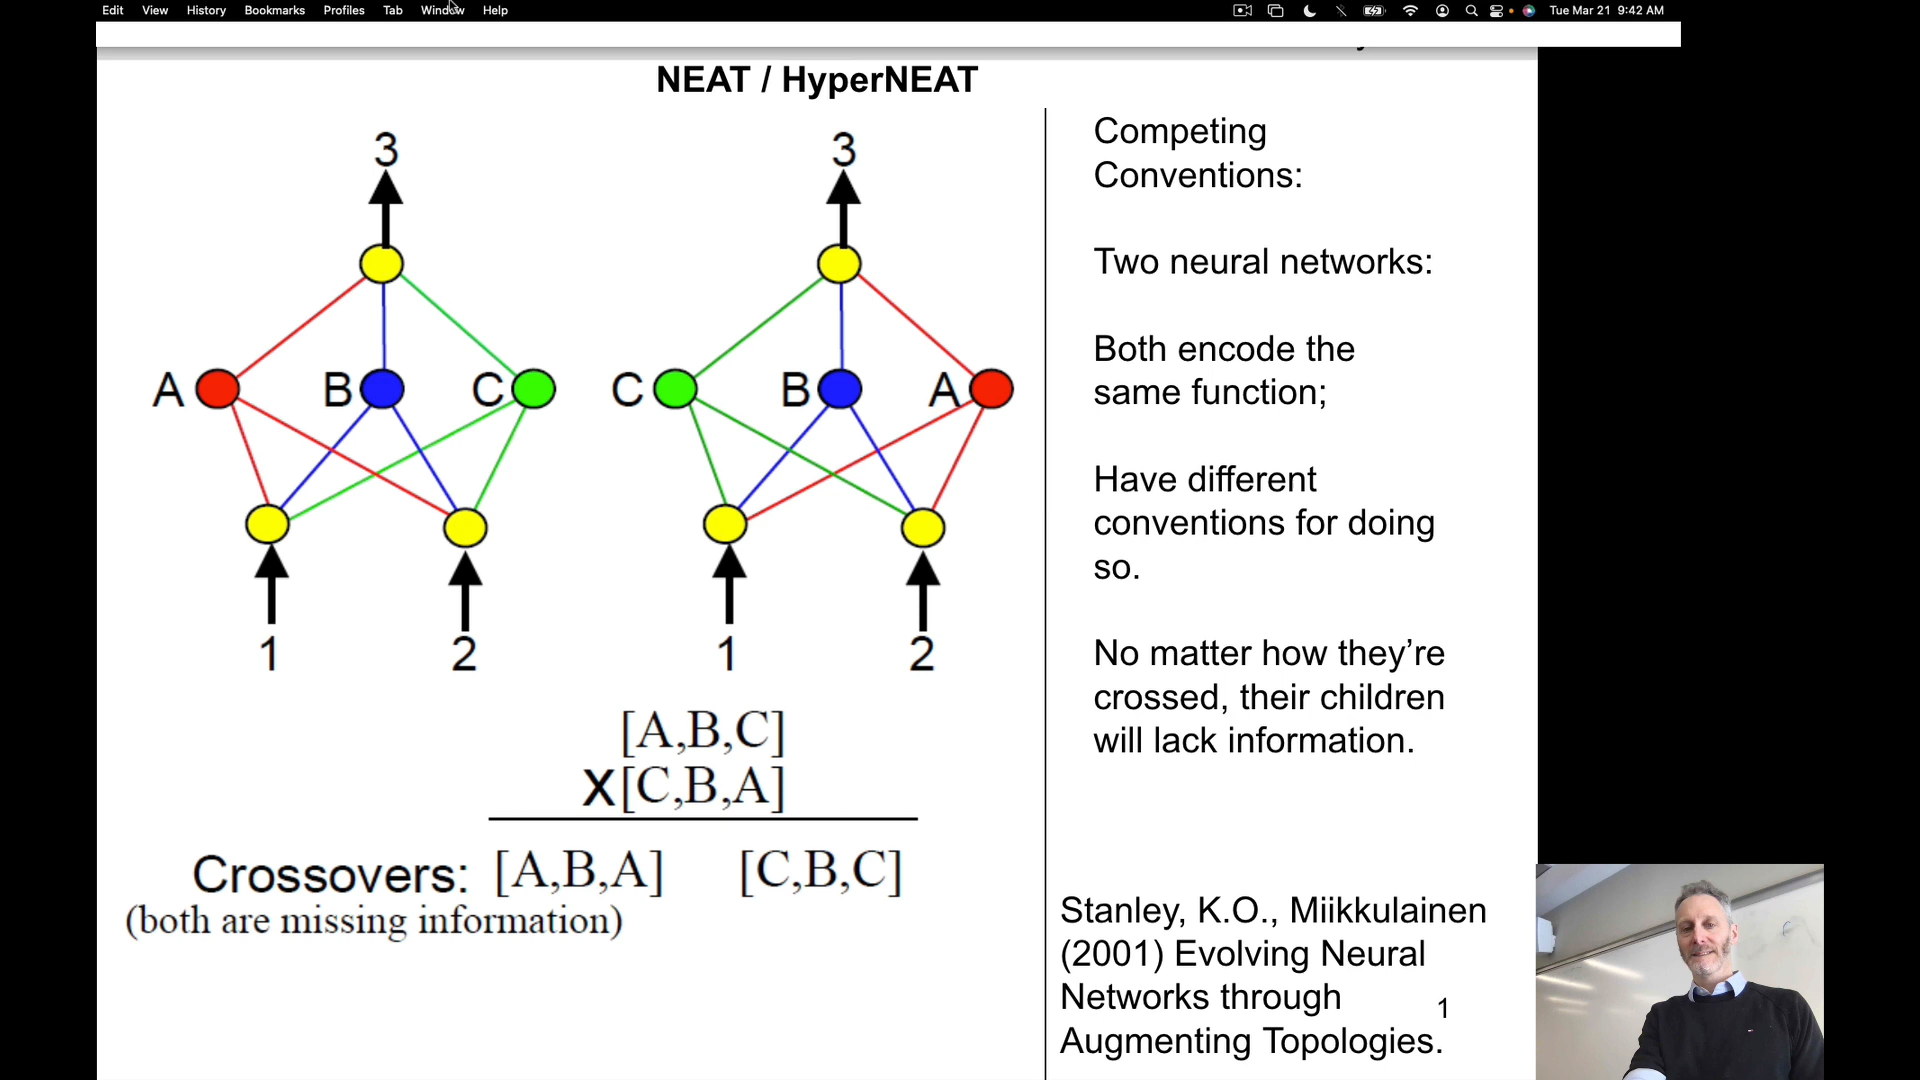 Edit View History Bookmarks Profiles Tab Window Help Tue Mar 21 9:42 AM
NEAT / HyperNEAT
3
A B C
1 2
3
C B A
1 2
[A,B,C]
X[C,B,A]
Crossovers: [A,B,A] [C,B,C]
(both are missing information)
Competing
Conventions:
Two neural networks:
Both encode the
same function;
Have different
conventions for doing
so.
No matter how they’re
crossed, their children
will lack information.
Stanley, K.O., Miikkulainen
(2001) Evolving Neural
Networks through
Augmenting Topologies.
1